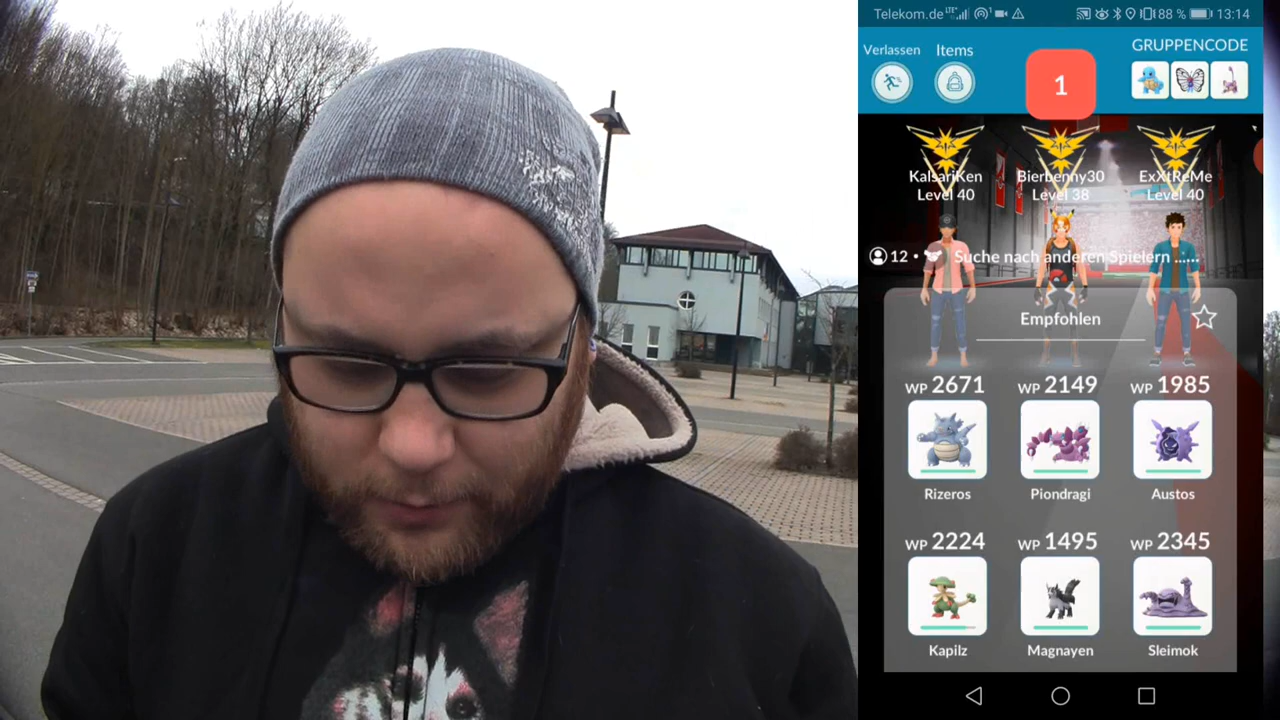 Telekom.de LTE 88 % 13:14
Verlassen Items 1 GRUPPENCODE
KalsariKen Bierbenny30 ExXtReMe
Level 40 Level 38 Level 40
12 • Suche nach anderen Spielern ......
Empfohlen
WP 2671 WP 2149 WP 1985
Rizeros Piondragi Austos
WP 2224 WP 1495 WP 2345
Kapilz Magnayen Sleimok